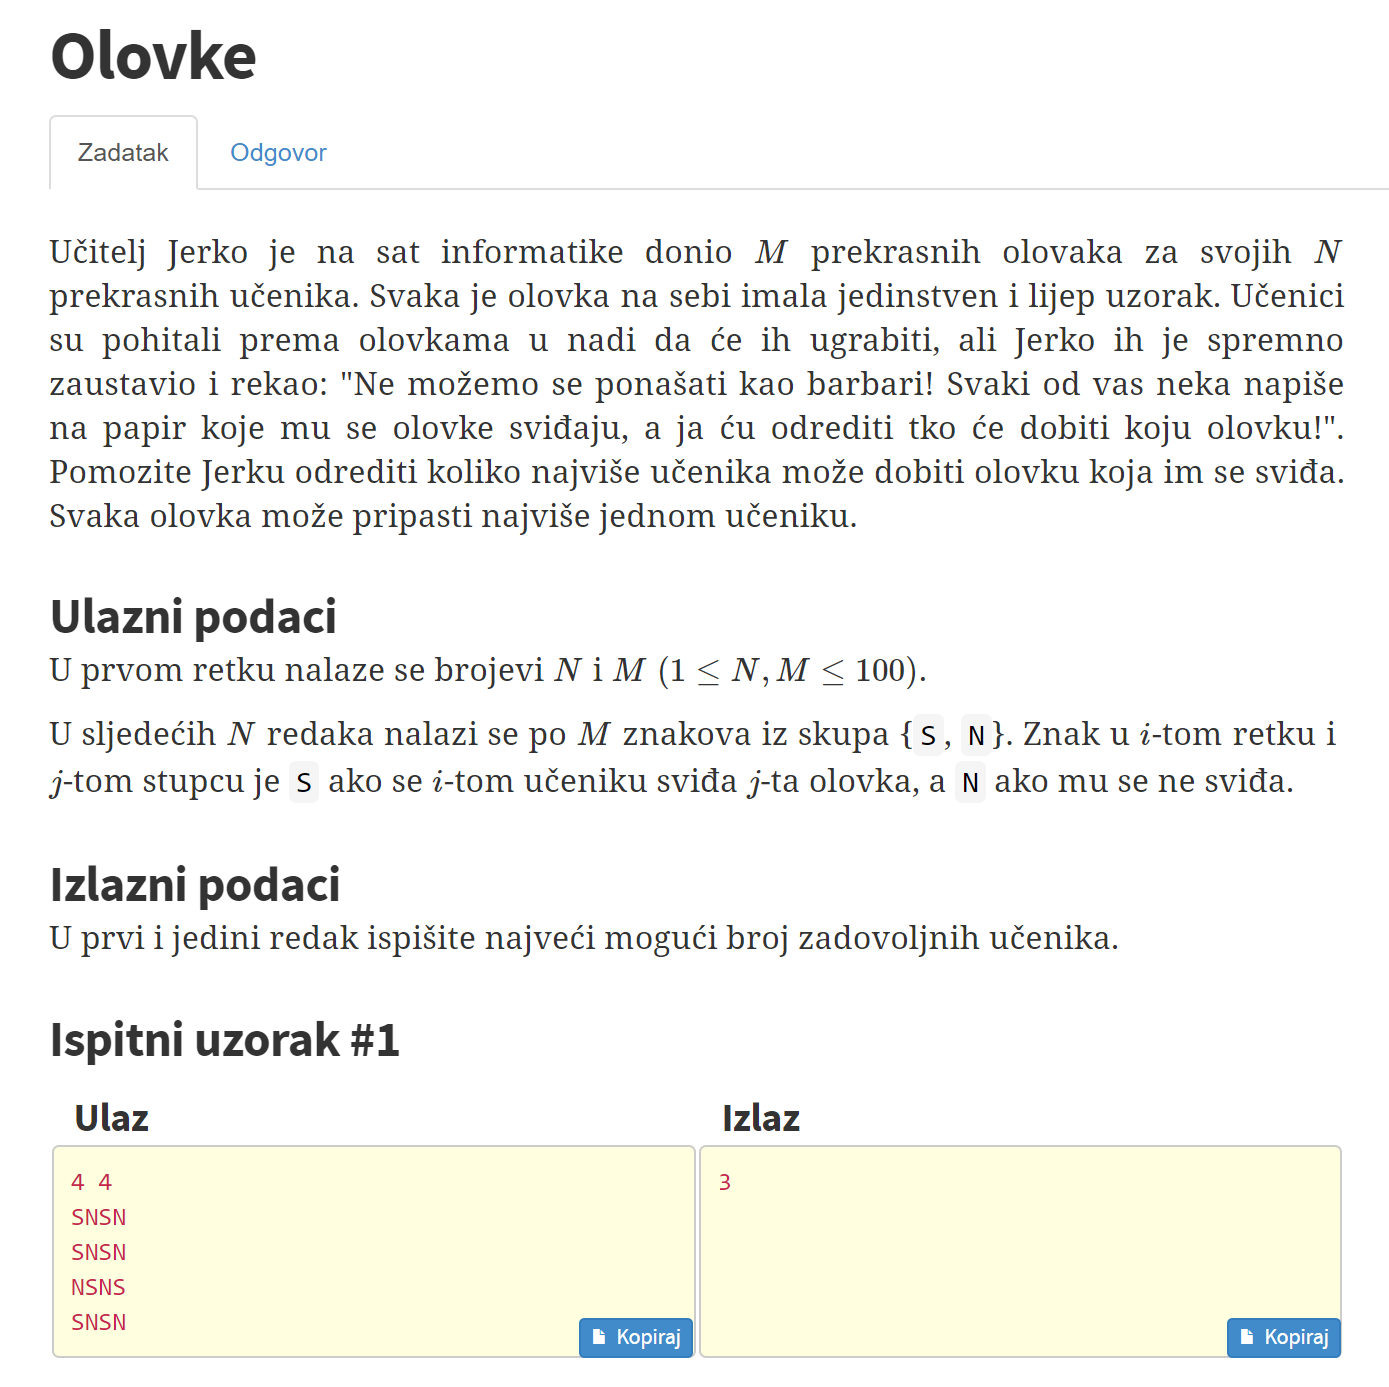 Olovke
Zadatak
Odgovor
Učitelj Jerko je na sat informatike donio M prekrasnih olovaka za svojih N
prekrasnih učenika. Svaka je olovka na sebi imala jedinstven i lijep uzorak. Učenici
su pohitali prema olovkama u nadi da će ih ugrabiti, ali Jerko ih je spremno
zaustavio i rekao: "Ne možemo se ponašati kao barbari! Svaki od vas neka napiše
na papir koje mu se olovke sviđaju, a ja ću odrediti tko će dobiti koju olovku!".
Pomozite Jerku odrediti koliko najviše učenika može dobiti olovku koja im se sviđa.
Svaka olovka može pripasti najviše jednom učeniku.
Ulazni podaci
U prvom retku nalaze se brojevi N i M (1 ≤ N, M ≤ 100).
U sljedećih N redaka nalazi se po M znakova iz skupa {S, N}. Znak u i-tom retku i
j-tom stupcu je S ako se i-tom učeniku sviđa j-ta olovka, a N ako mu se ne sviđa.
Izlazni podaci
U prvi i jedini redak ispišite najveći mogući broj zadovoljnih učenika.
Ispitni uzorak #1
Ulaz
4 4
SNSN
SNSN
NSNS
SNSN
Kopiraj
Izlaz
3
Kopiraj